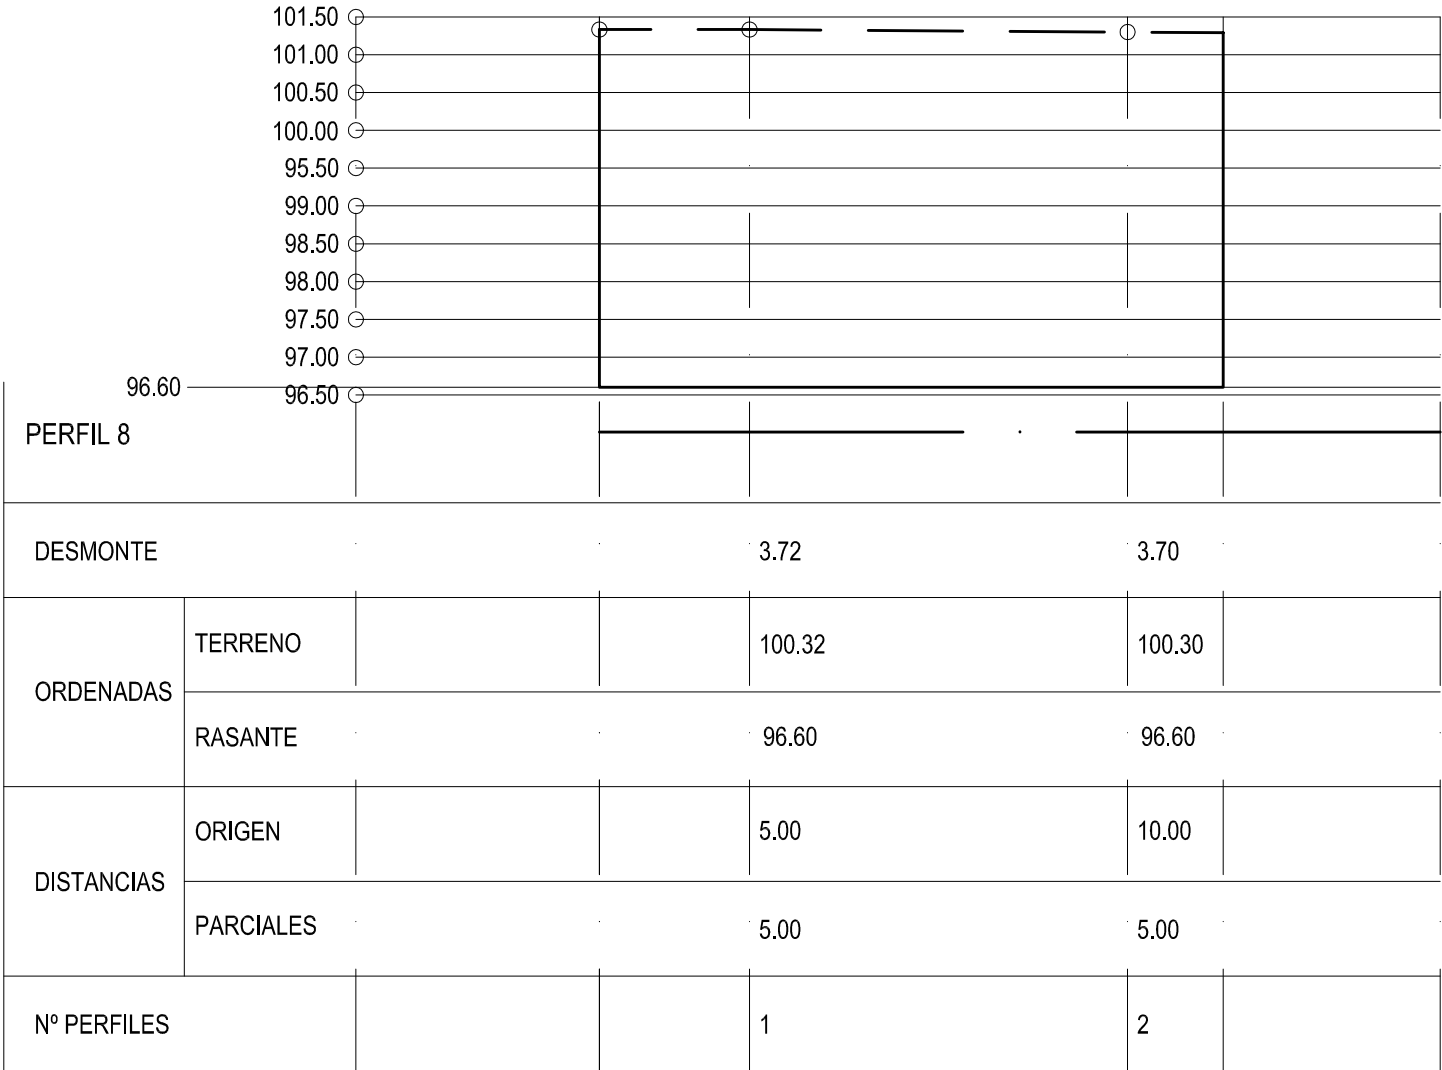 101.50
101.00
100.50
100.00
95.50
99.00
98.50
98.00
97.50
97.00
96.60
96.50
PERFIL 8
DESMONTE 3.72 3.70
ORDENADAS
TERRENO 100.32 100.30
RASANTE 96.60 96.60
DISTANCIAS
ORIGEN 5.00 10.00
PARCIALES 5.00 5.00
Nº PERFILES 1 2